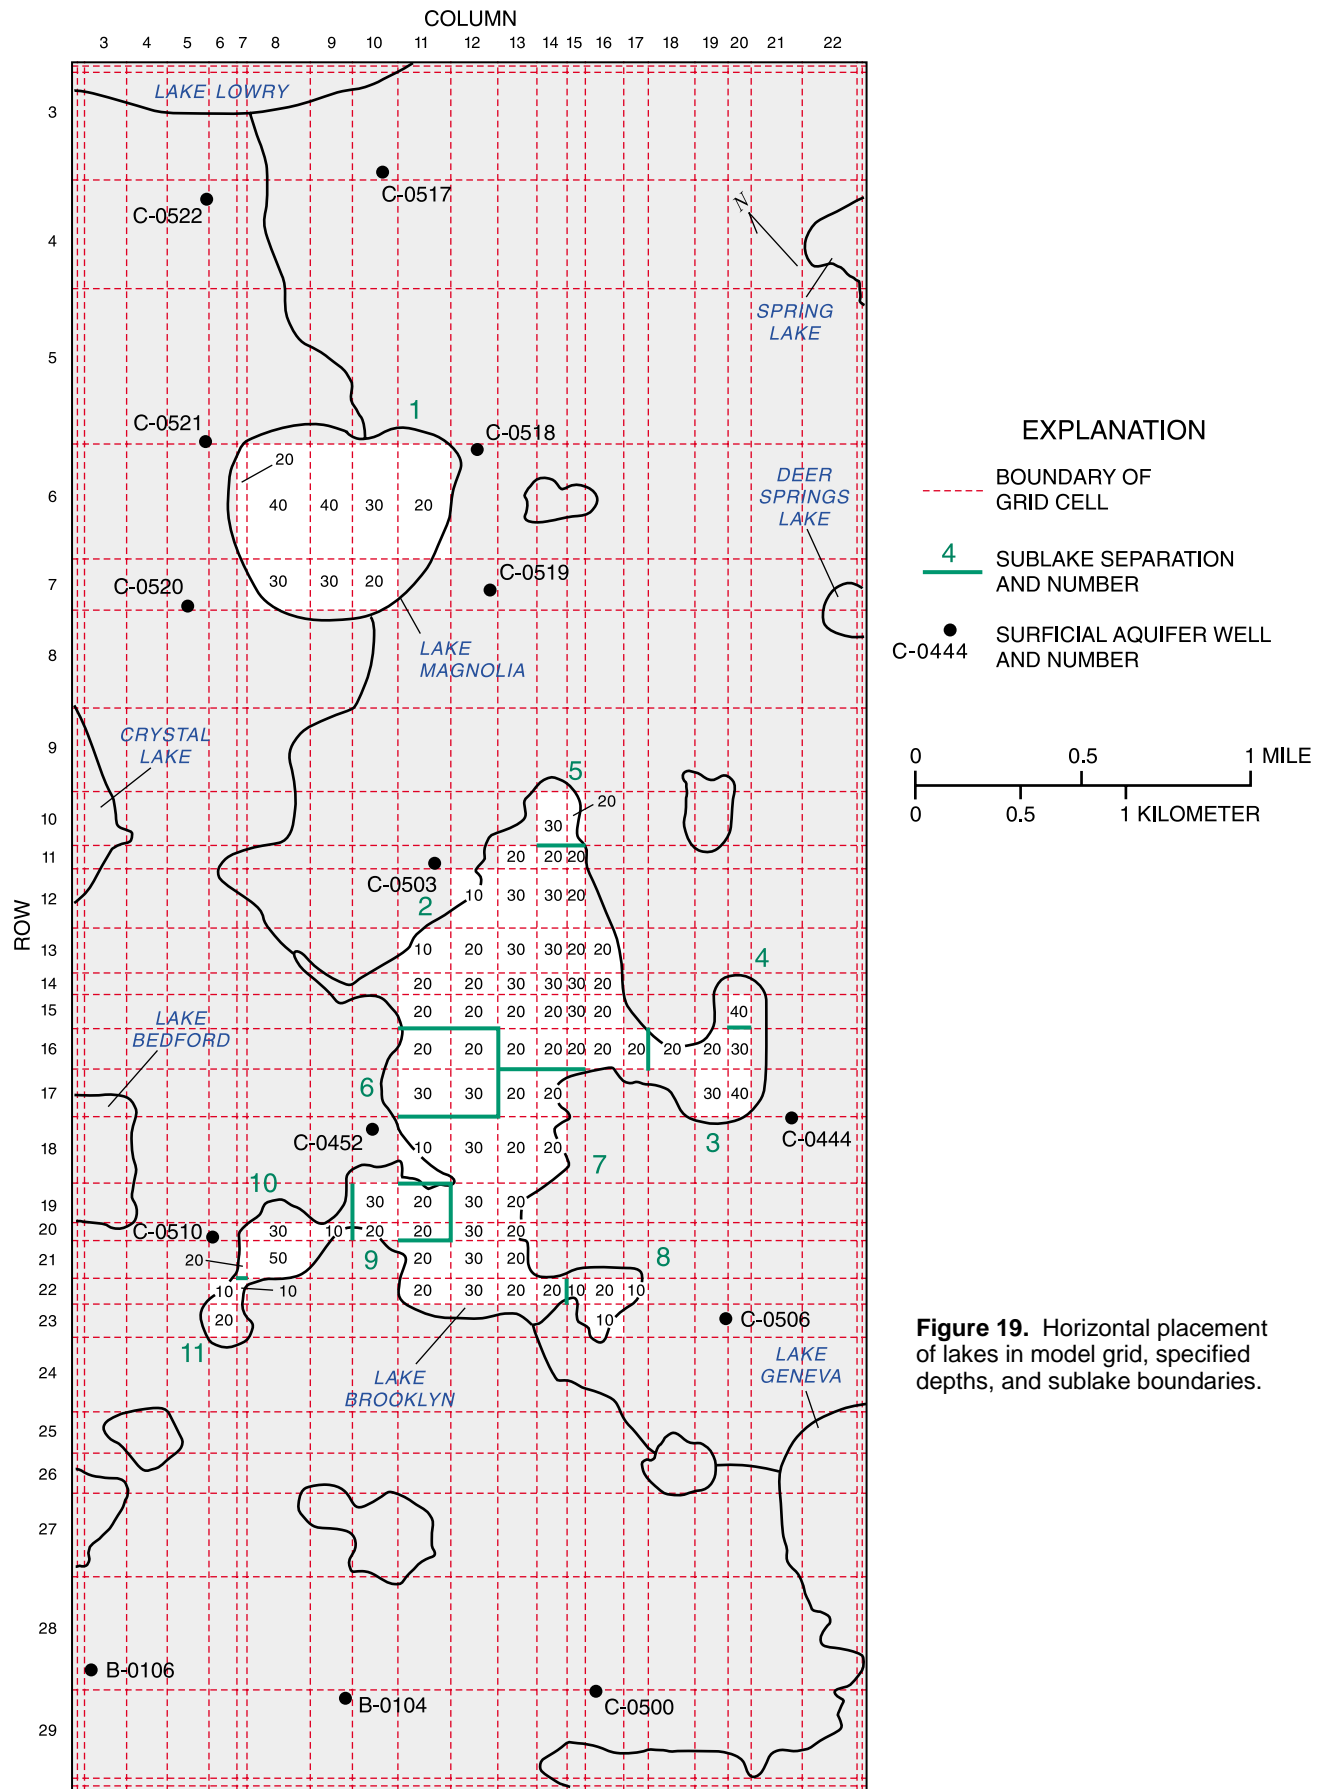 COLUMN
3 4 5 6 7 8 9 10 11 12 13 14 15 16 17 18 19 20 21 22
LAKE LOWRY
3
C-0517
C-0522
N
4
SPRING
LAKE
5
1
C-0521
C-0518
20
DEER
SPRINGS
LAKE
6
40 40 30 20
7
30 30 20
C-0519
C-0520
LAKE
MAGNOLIA
8
CRYSTAL
LAKE
9
5
20
10
30
11
20 20 20
C-0503
12
10 30 30 20
2
ROW
13
10 20 30 30 20 20
4
14
20 20 30 30 30 20
15
20 20 20 20 30 20 40
LAKE
BEDFORD
16
20 20 20 20 20 20 20 20 20 30
6
17
30 30 20 20 30 40
C-0452
C-0444
3
18
10 30 20 20
7
10
19
30 20 30 20
C-0510
20
30 10 20 20 30 20
9
8
21
20 50 20 30 20
22
10 10 20 30 20 20 10 20 10
23
20 10
C-0506
11
LAKE
BROOKLYN
LAKE
GENEVA
24
25
26
27
28
B-0106
B-0104
C-0500
29
EXPLANATION
BOUNDARY OF
GRID CELL
4
SUBLAKE SEPARATION
AND NUMBER
C-0444
SURFICIAL AQUIFER WELL
AND NUMBER
0 0.5 1 MILE
0 0.5 1 KILOMETER
Figure 19. Horizontal placement
of lakes in model grid, specified
depths, and sublake boundaries.